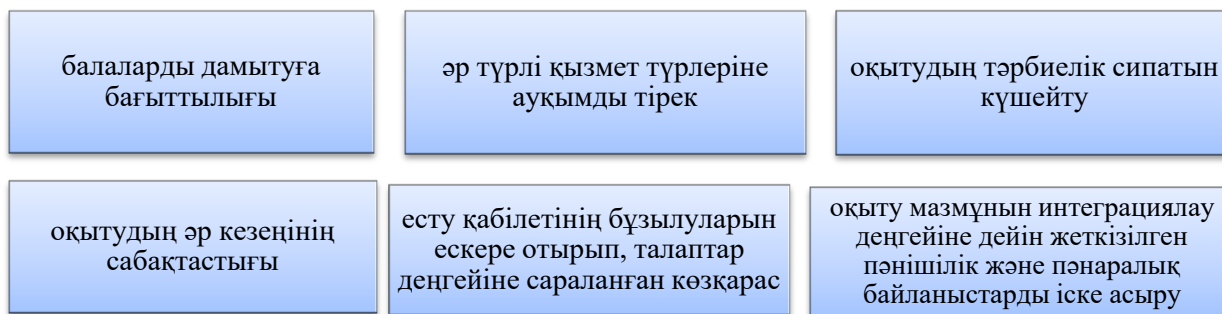 балаларды дамытуға
бағыттылығы
әр түрлі қызмет түрлеріне
ауқымды тірек
оқытудың тәрбиелік сипатын
күшейту
оқытудың әр кезеңінің
сабақтастығы
есту қабілетінің бұзылуларын
ескере отырып, талаптар
деңгейіне сараланған көзқарас
оқыту мазмұнын интеграциялау
деңгейіне дейін жеткізілген
пәнішілік және пәнаралық
байланыстарды іске асыру